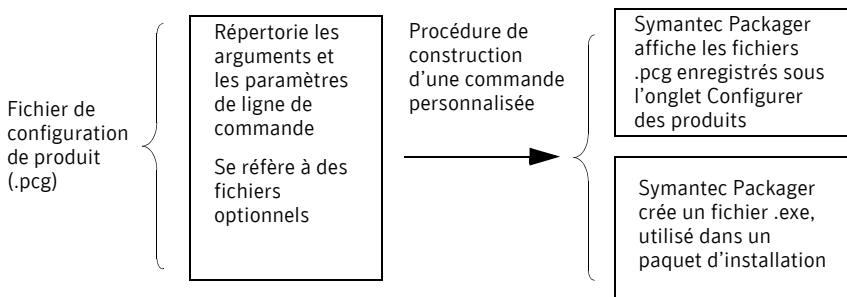 Fichier de
configuration
de produit
(.pcg)
Répertorie les
arguments et
les paramètres
de ligne de
commande
Se réfère à des
fichiers
optionnels
Procédure de
construction
d'une commande
personnalisée
Symantec Packager
affiche les fichiers
.pcg enregistrés sous
l'onglet Configurer
des produits
Symantec Packager
crée un fichier .exe,
utilisé dans un
paquet d'installation